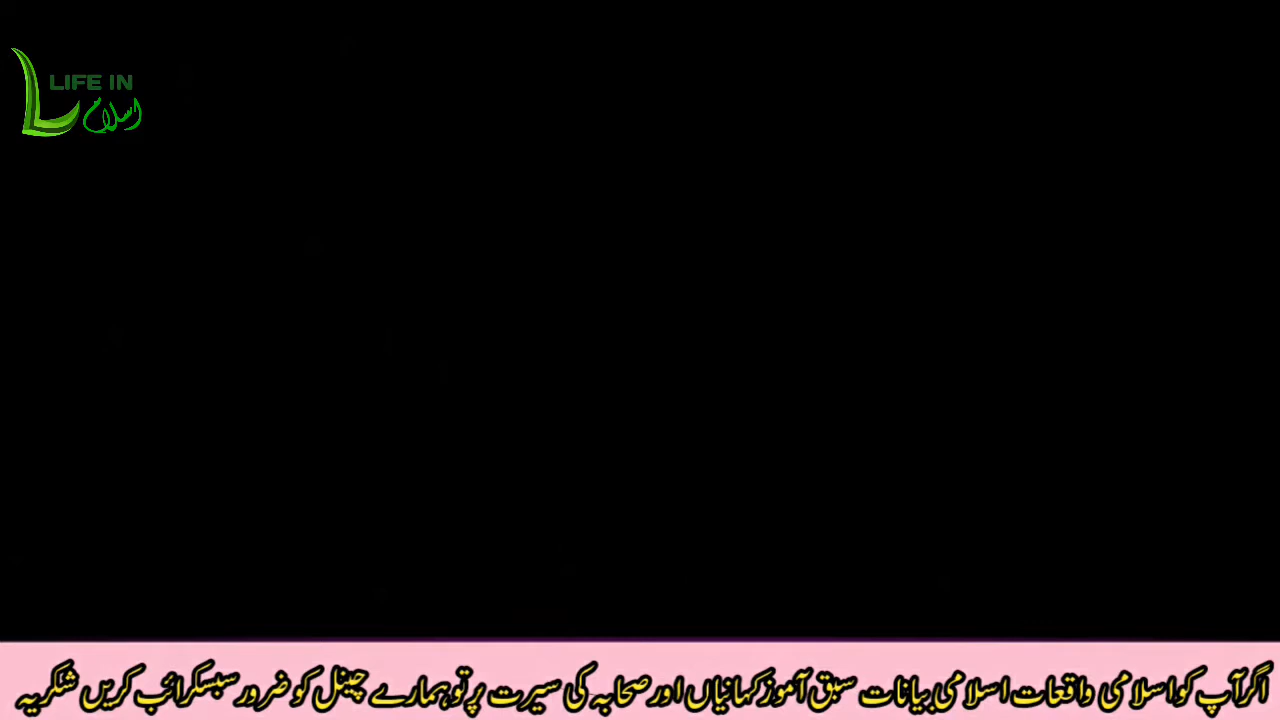 LIFE IN
اسلام
اگر آپ کو اسلامی واقعات اسلامی بیانات سبق آموز کہانیاں اور صحابہ کی سیرت پر تو ہمارے چینل کو ضرور سبسکرائب کریں شکریہ